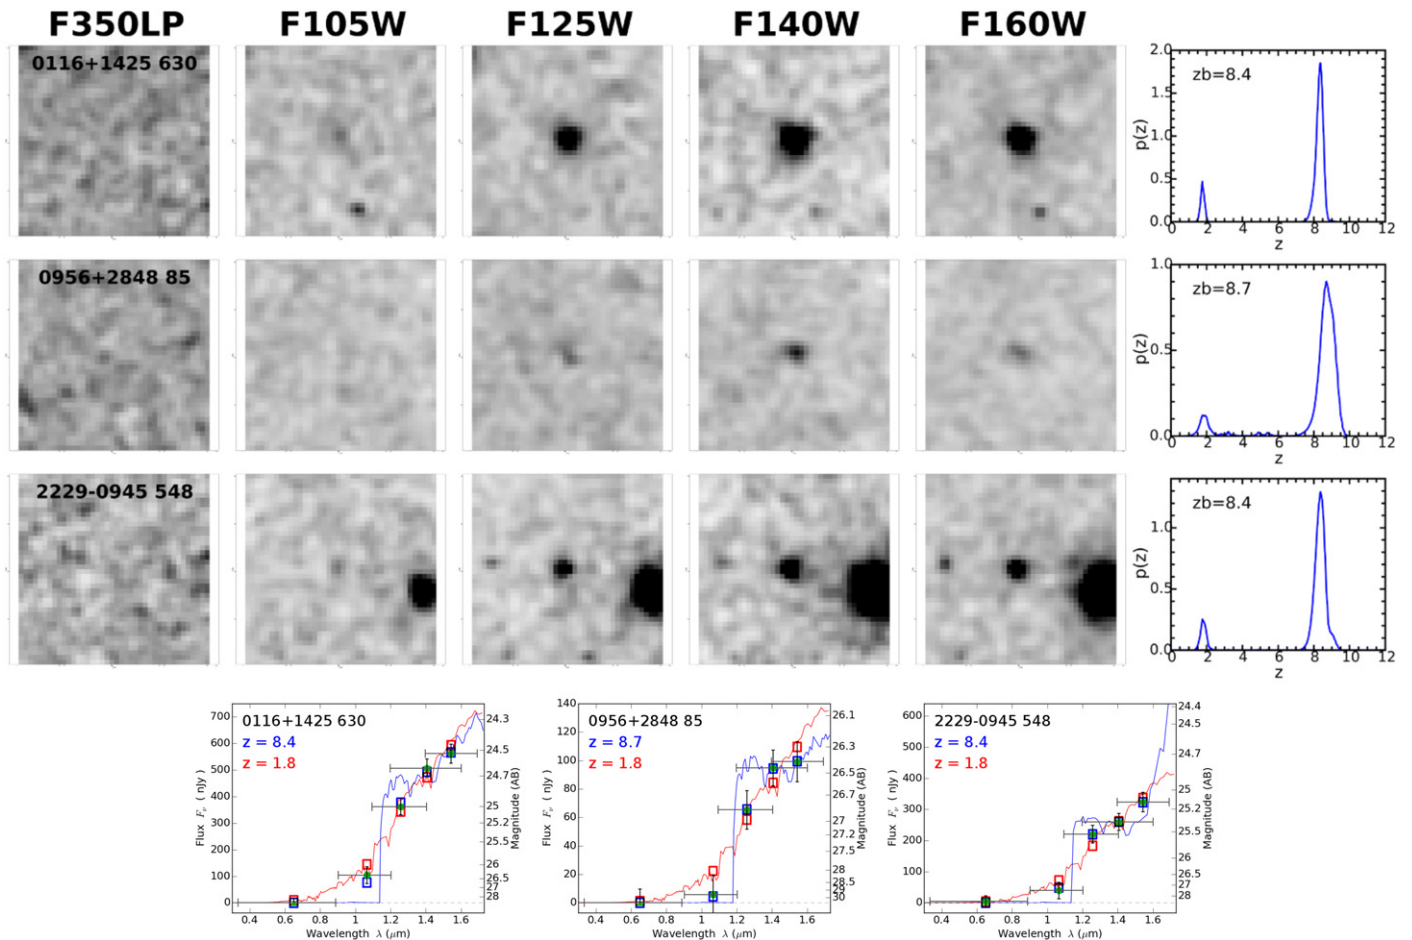 F350LP F105W F125W F140W F160W
0116+1425 630
zb=8.4
p(z)
2.0
1.5
1.0
0.5
0.0
2 4 6 8 10 12
z
0956+2848 85
zb=8.7
p(z)
1.0
0.5
0.0
2 4 6 8 10 12
z
2229-0945 548
zb=8.4
p(z)
1.0
0.5
0.0
2 4 6 8 10 12
z
0116+1425 630
z = 8.4
z = 1.8
Flux Fν ( nJy )
700
600
500
400
300
200
100
0
24.3
24.5
24.7
25
25.2
25.5
26
26.5
27
28
Magnitude (AB)
0.4 0.6 0.8 1 1.2 1.4 1.6
Wavelength λ (μm)
0956+2848 85
z = 8.7
z = 1.8
Flux Fν ( nJy )
140
120
100
80
60
40
20
0
26.1
26.3
26.5
26.7
27
27.2
27.5
28
28.5
30
Magnitude (AB)
0.4 0.6 0.8 1 1.2 1.4 1.6
Wavelength λ (μm)
2229-0945 548
z = 8.4
z = 1.8
Flux Fν ( nJy )
600
500
400
300
200
100
0
24.4
24.5
24.7
25
25.2
25.5
26
26.5
27
28
Magnitude (AB)
0.4 0.6 0.8 1 1.2 1.4 1.6
Wavelength λ (μm)